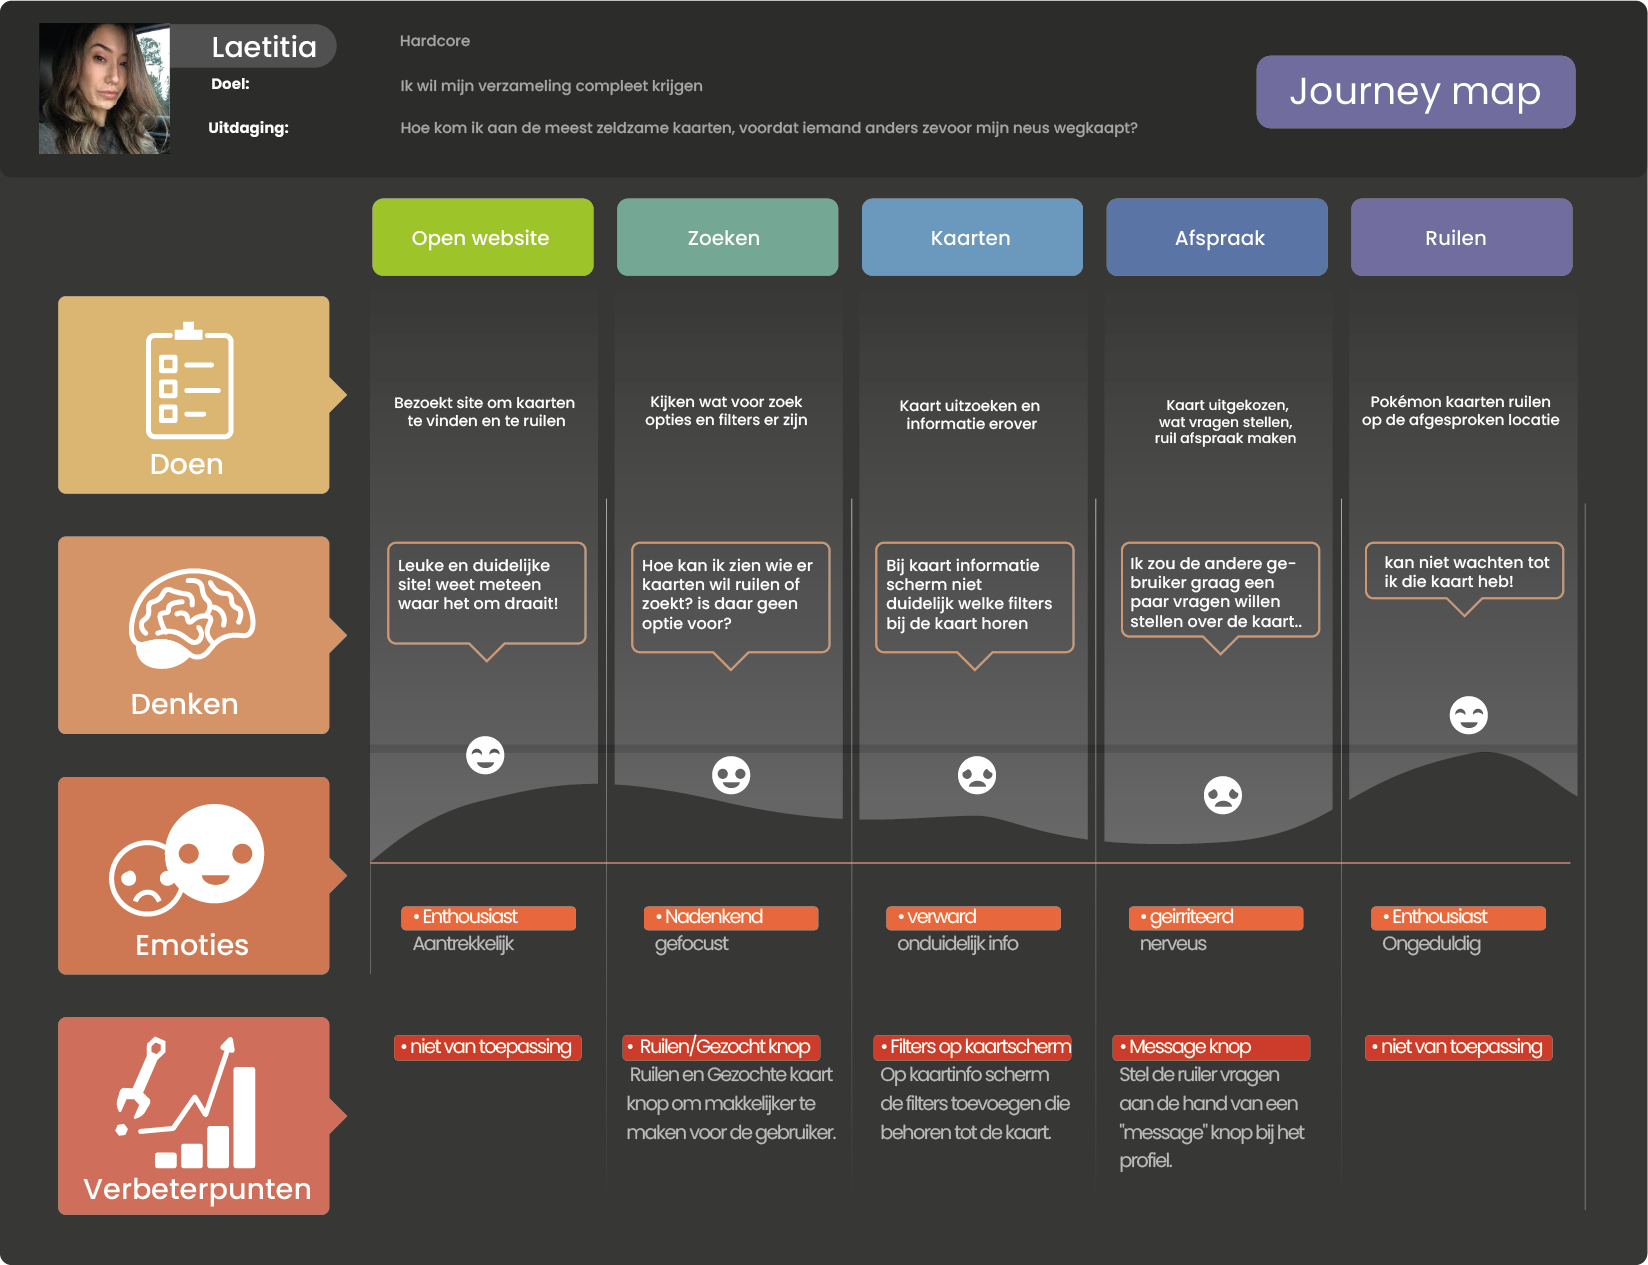 Laetitia
Hardcore
Doel:
Ik wil mijn verzameling compleet krijgen
Uitdaging:
Hoe kom ik aan de meest zeldzame kaarten, voordat iemand anders zevoor mijn neus wegkaapt?
Journey map
Open website
Zoeken
Kaarten
Afspraak
Ruilen
Doen
Bezoekt site om kaarten
te vinden en te ruilen
Kijken wat voor zoek
opties en filters er zijn
Kaart uitzoeken en
informatie erover
Kaart uitgekozen,
wat vragen stellen,
ruil afspraak maken
Pokémon kaarten ruilen
op de afgesproken locatie
Denken
Leuke en duidelijke
site! weet meteen
waar het om draait!
Hoe kan ik zien wie er
kaarten wil ruilen of
zoekt? is daar geen
optie voor?
Bij kaart informatie
scherm niet
duidelijk welke filters
bij de kaart horen
Ik zou de andere ge-
bruiker graag een
paar vragen willen
stellen over de kaart..
kan niet wachten tot
ik die kaart heb!
Emoties
• Enthousiast
Aantrekkelijk
• Nadenkend
gefocust
• verward
onduidelijk info
• geirriteerd
nerveus
• Enthousiast
Ongeduldig
Verbeterpunten
• niet van toepassing
• Ruilen/Gezocht knop
Ruilen en Gezochte kaart
knop om makkelijker te
maken voor de gebruiker.
• Filters op kaartscherm
Op kaartinfo scherm
de filters toevoegen die
behoren tot de kaart.
• Message knop
Stel de ruiler vragen
aan de hand van een
"message" knop bij het
profiel.
• niet van toepassing